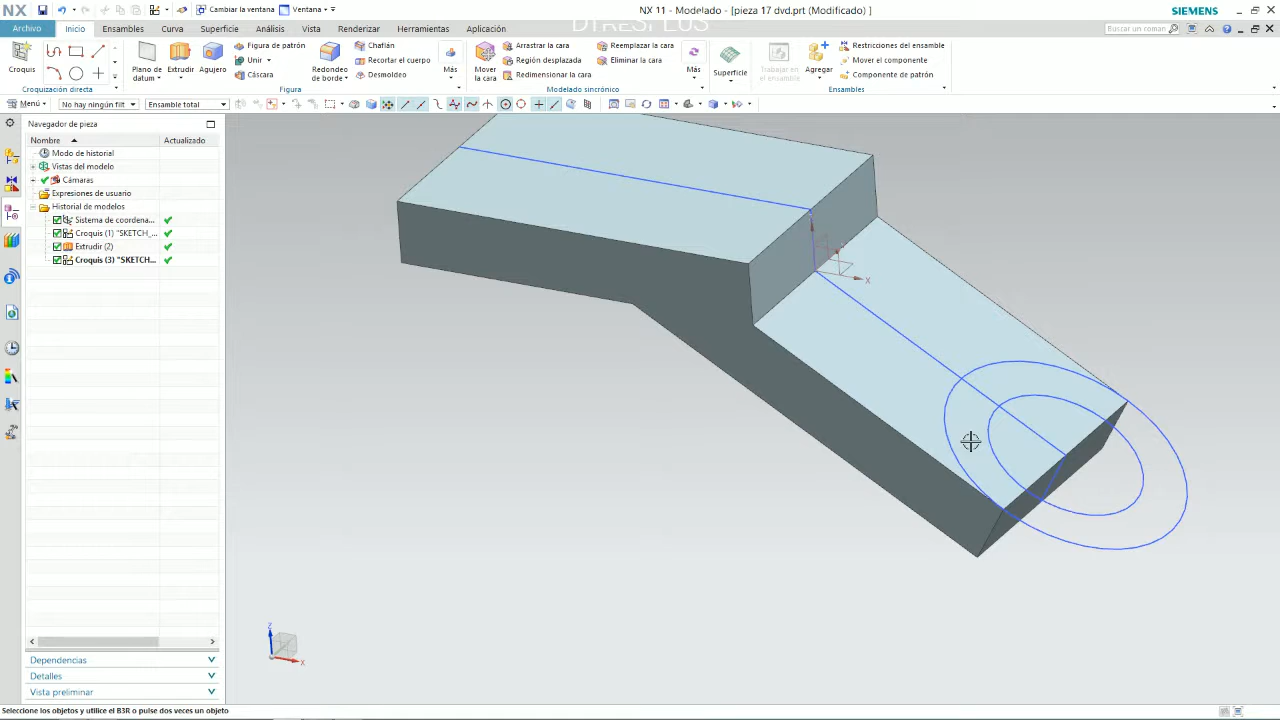 NX
Cambiar la ventana
Ventana
NX 11 - Modelado - [pieza 17 dvd.prt (Modificado) ]
SIEMENS
DTRESPLUS
Archivo
Inicio
Ensambles
Curva
Superficie
Análisis
Vista
Renderizar
Herramientas
Aplicación
Buscar un coman
Croquis
Croquización directa
Plano de datum
Extrudir
Agujero
Figura de patrón
Unir
Cáscara
Redondeo de borde
Chaflán
Recortar el cuerpo
Desmoldeo
Más
Figura
Mover la cara
Arrastrar la cara
Región desplazada
Redimensionar la cara
Reemplazar la cara
Eliminar la cara
Más
Modelado sincrónico
Superficie
Trabajar en el ensamble
Agregar
Restricciones del ensamble
Mover el componente
Componente de patrón
Ensambles
Menú
No hay ningún filt
Ensamble total
Navegador de pieza
Nombre
Actualizado
Modo de historial
Vistas del modelo
Cámaras
Expresiones de usuario
Historial de modelos
Sistema de coordena...
Croquis (1) "SKETCH_...
Extrudir (2)
Croquis (3) "SKETCH...
X
Z
X
Dependencias
Detalles
Vista preliminar
Seleccione los objetos y utilice el B3R o pulse dos veces un objeto